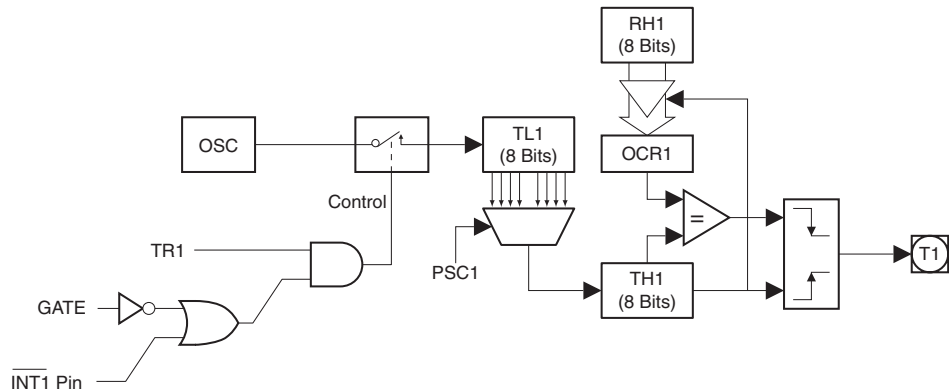 RH1
(8 Bits)
OSC
TL1
(8 Bits)
OCR1
Control
=
TR1
PSC1
TH1
(8 Bits)
T1
GATE
INT1 Pin